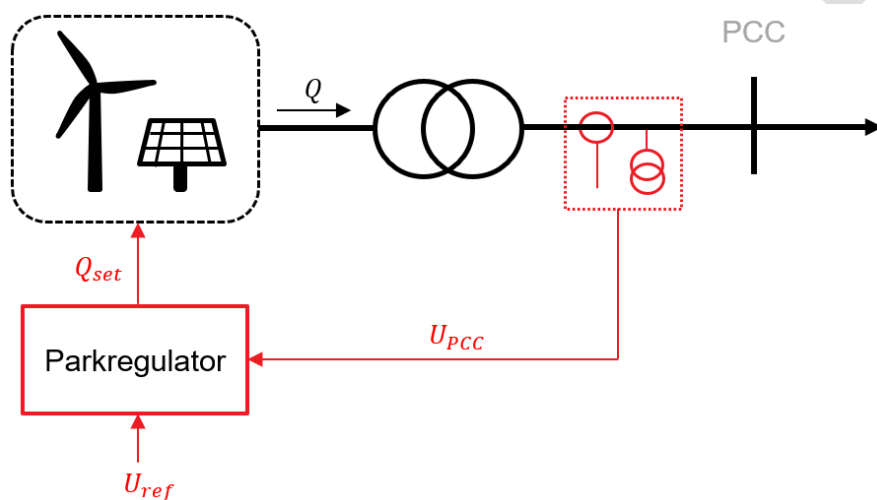 PCC
Q
Q_set
U_PCC
Parkregulator
U_ref